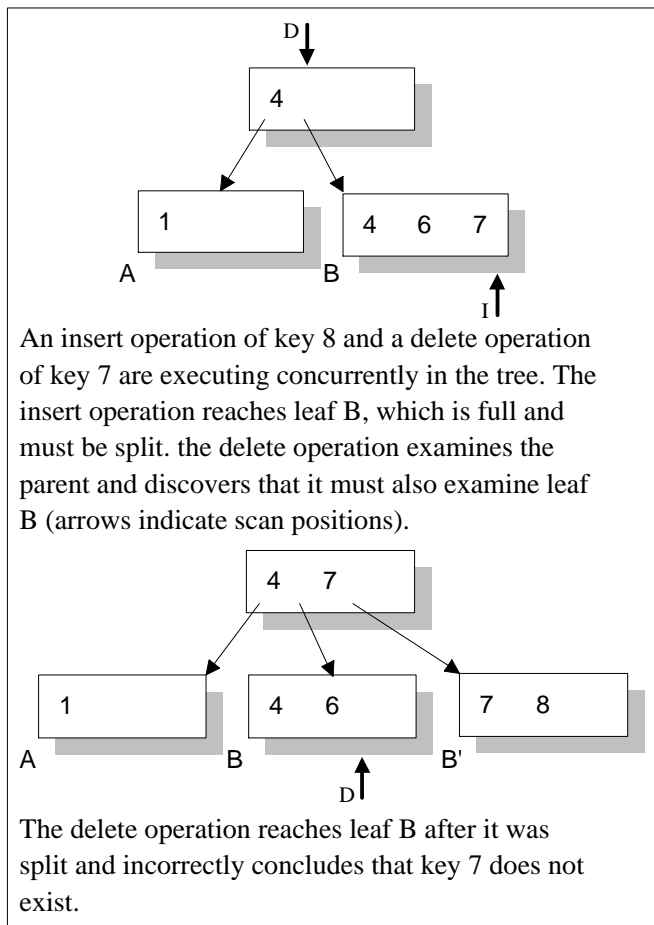 D
4
1
4 6 7
A
B
I
An insert operation of key 8 and a delete operation
of key 7 are executing concurrently in the tree. The
insert operation reaches leaf B, which is full and
must be split. the delete operation examines the
parent and discovers that it must also examine leaf
B (arrows indicate scan positions).
4 7
1
4 6
7 8
A
B
B'
D
The delete operation reaches leaf B after it was
split and incorrectly concludes that key 7 does not
exist.